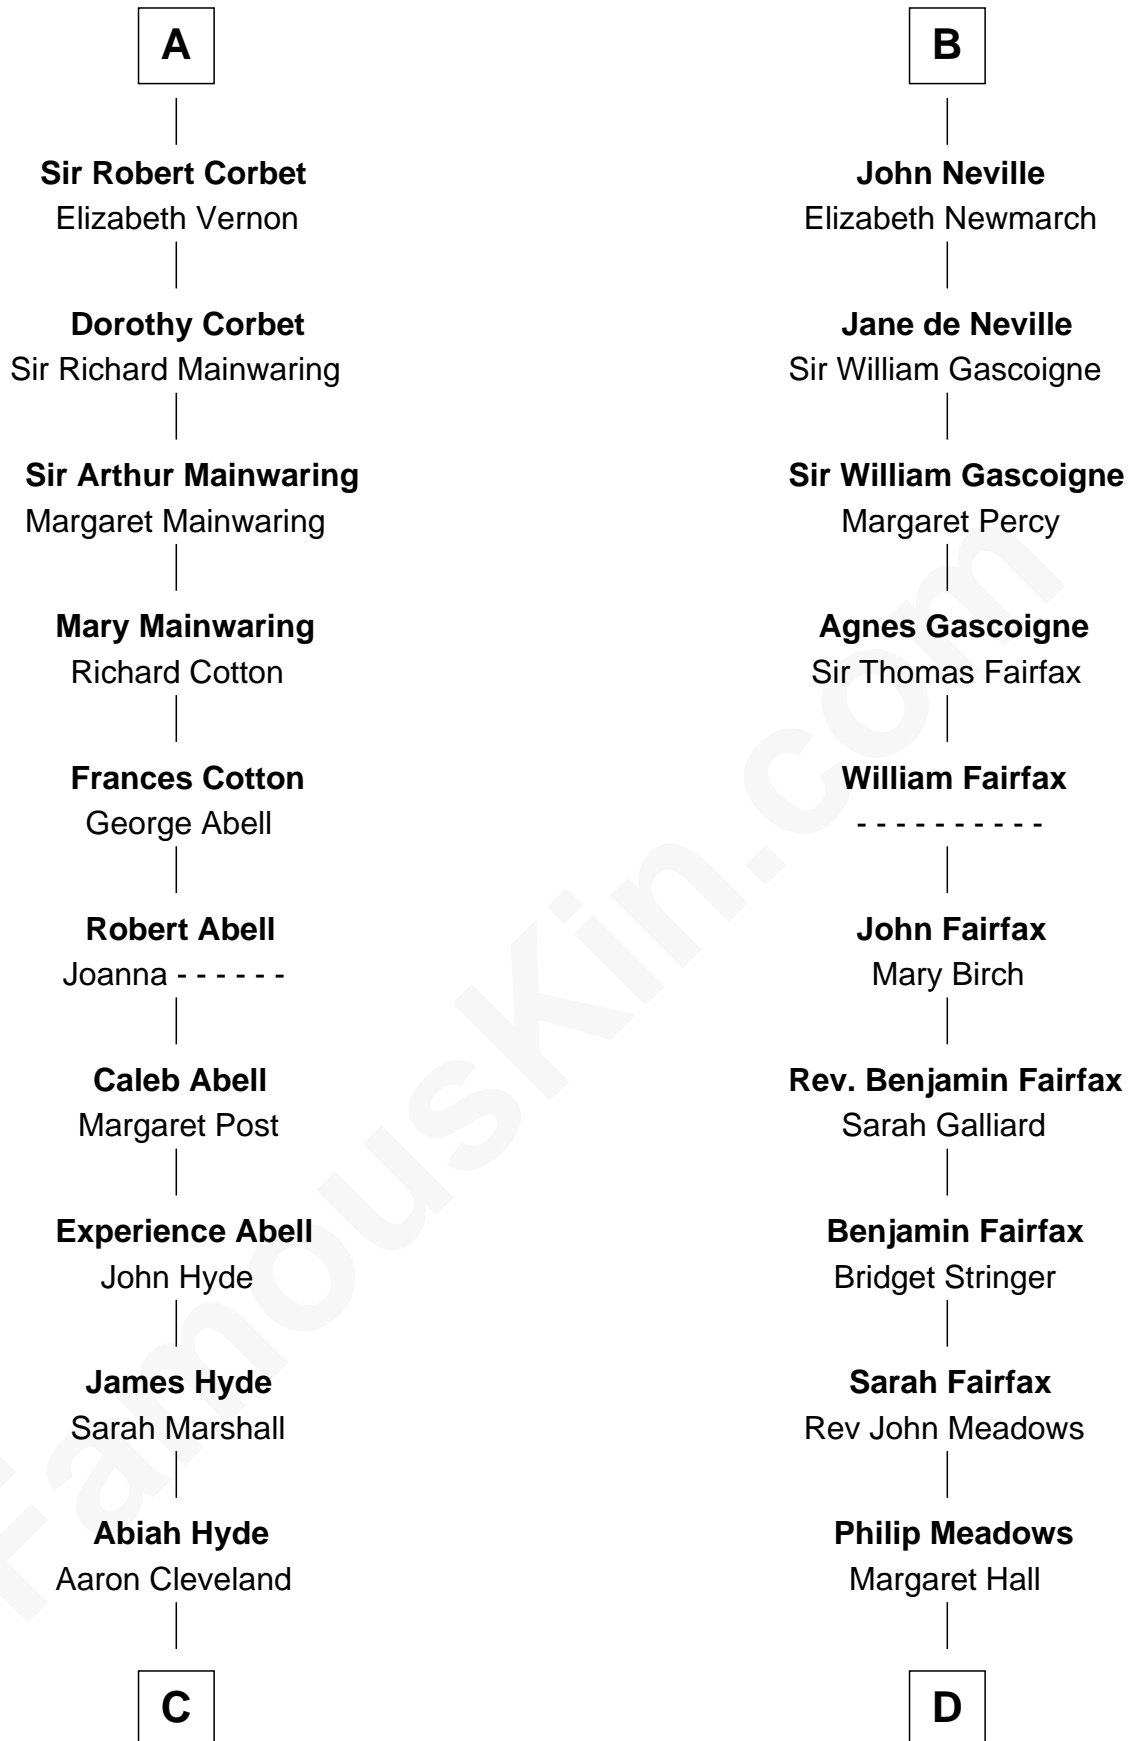 A
Sir Robert Corbet
Elizabeth Vernon
Dorothy Corbet
Sir Richard Mainwaring
Sir Arthur Mainwaring
Margaret Mainwaring
Mary Mainwaring
Richard Cotton
Frances Cotton
George Abell
Robert Abell
Joanna - - - - - -
Caleb Abell
Margaret Post
Experience Abell
John Hyde
James Hyde
Sarah Marshall
Abiah Hyde
Aaron Cleveland
C
B
John Neville
Elizabeth Newmarch
Jane de Neville
Sir William Gascoigne
Sir William Gascoigne
Margaret Percy
Agnes Gascoigne
Sir Thomas Fairfax
William Fairfax
- - - - - - - - - -
John Fairfax
Mary Birch
Rev. Benjamin Fairfax
Sarah Galliard
Benjamin Fairfax
Bridget Stringer
Sarah Fairfax
Rev John Meadows
Philip Meadows
Margaret Hall
D
FamousKin.com